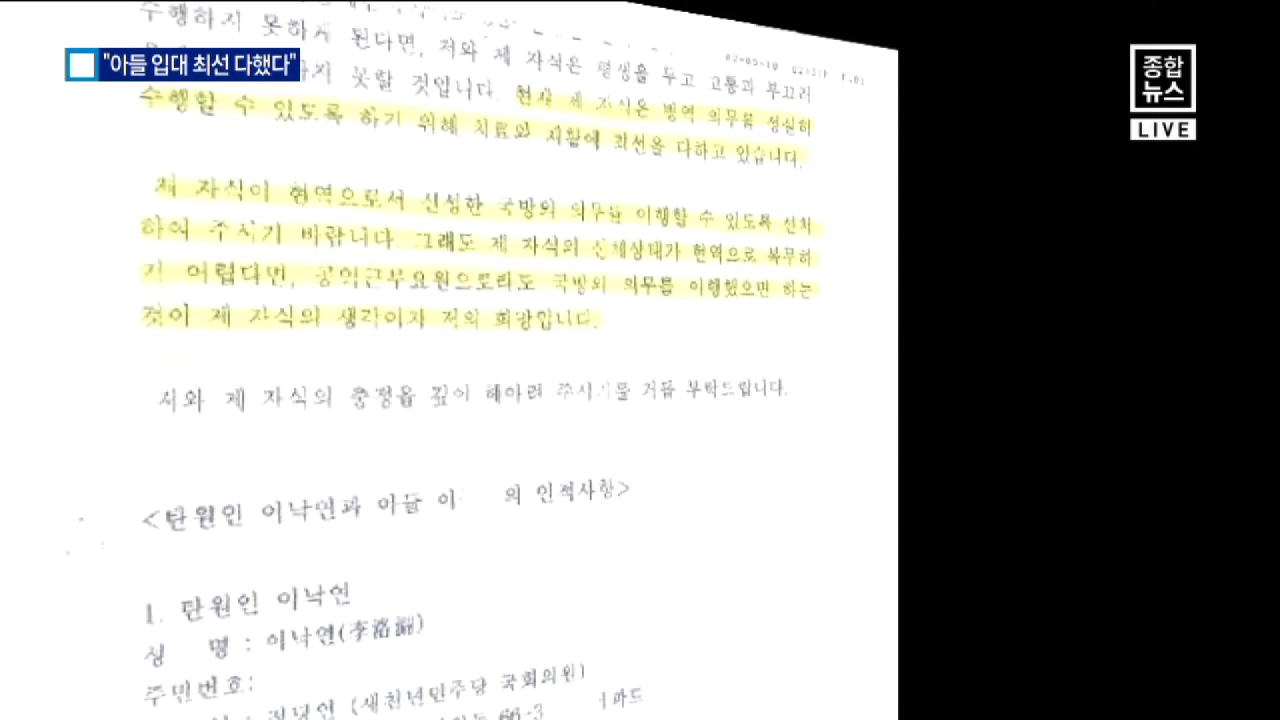 수행하지 못하게 된다면, 저와 제 자식은 평생을 두고 고통과 부끄러
"아들 입대 최선 다했다"
못할 것입니다. 현재 제 자식은 병역 의무를 성실히
수행할 수 있도록 하기 위해 치료와 재활에 최선을 다하고 있습니다.
제 자식이 현역으로서 신성한 국방의 의무를 이행할 수 있도록 선처
하여 주시기 바랍니다. 그래도 제 자식의 신체상태가 현역으로 복무하
기 어렵다면, 공익근무요원으로라도 국방의 의무를 이행했으면 하는
것이 제 자식의 생각이자 저의 희망입니다.
저와 제 자식의 충정을 깊이 헤아려 주시기를 거듭 부탁드립니다.
<탄원인 이낙연과 아들 이 의 인적사항>
1. 탄원인 이낙연
성 명 : 이낙연(李洛淵)
주민번호:
(새천년민주당 국회의원)
66-3
종합
뉴스
LIVE